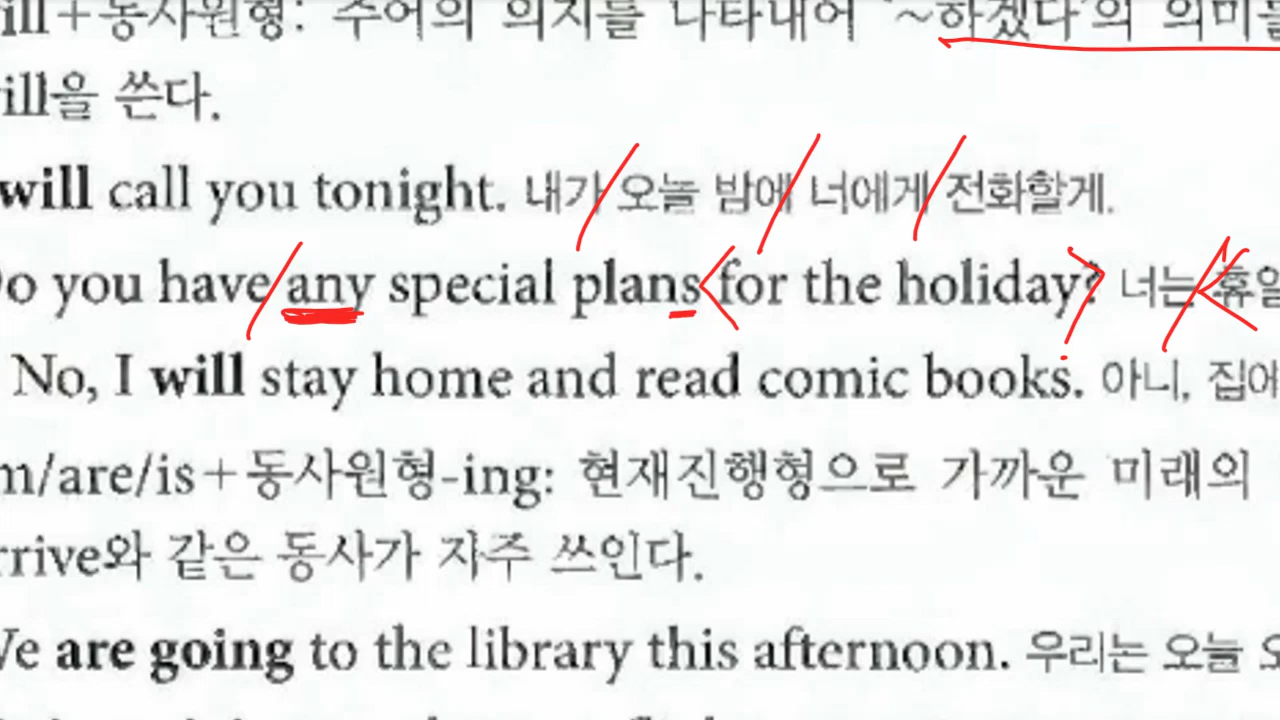 ill+동사원형: 주어의 의지를 나타내어 '~하겠다'의 의미를
ill을 쓴다.
will call you tonight. 내가 오늘 밤에 너에게 전화할게.
Do you have any special plans for the holiday? 너는 휴일
No, I will stay home and read comic books. 아니, 집에
m/are/is+동사원형-ing: 현재진행형으로 가까운 미래의
rrive와 같은 동사가 자주 쓰인다.
We are going to the library this afternoon. 우리는 오늘 오